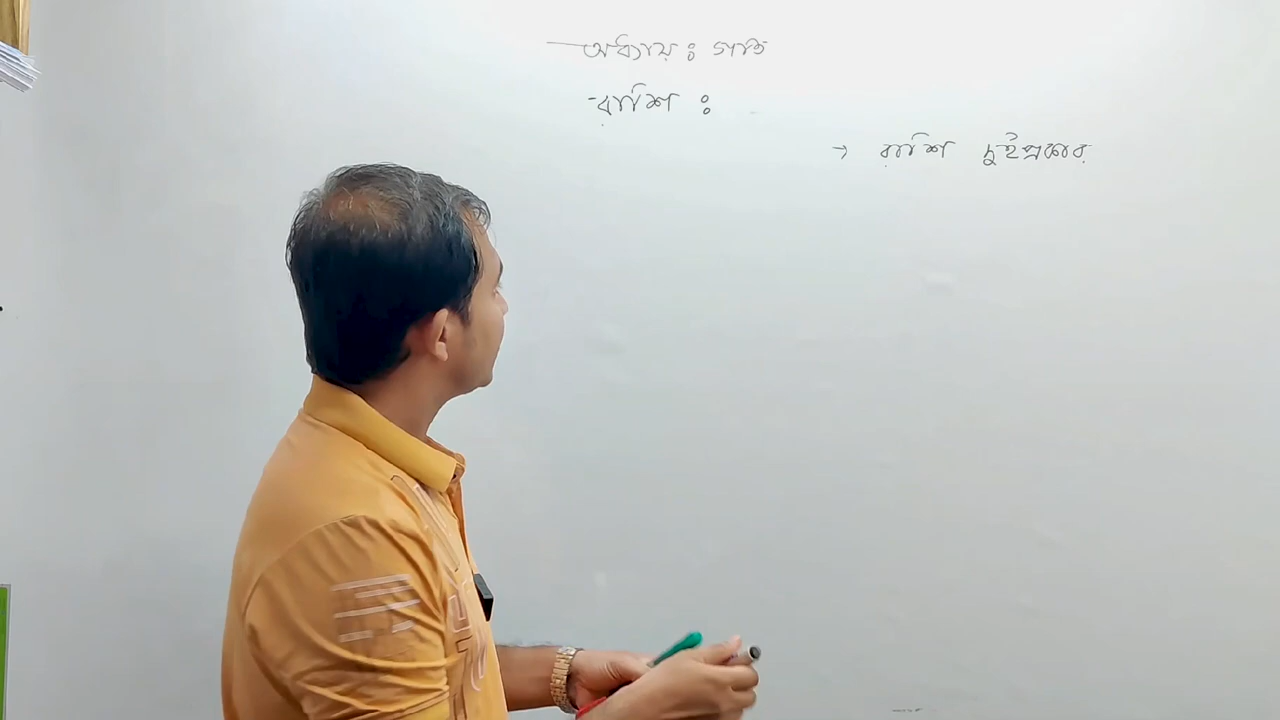 অধ্যায় ঃ গতি
রাশি ঃ
→ রাশি দুইপ্রকার